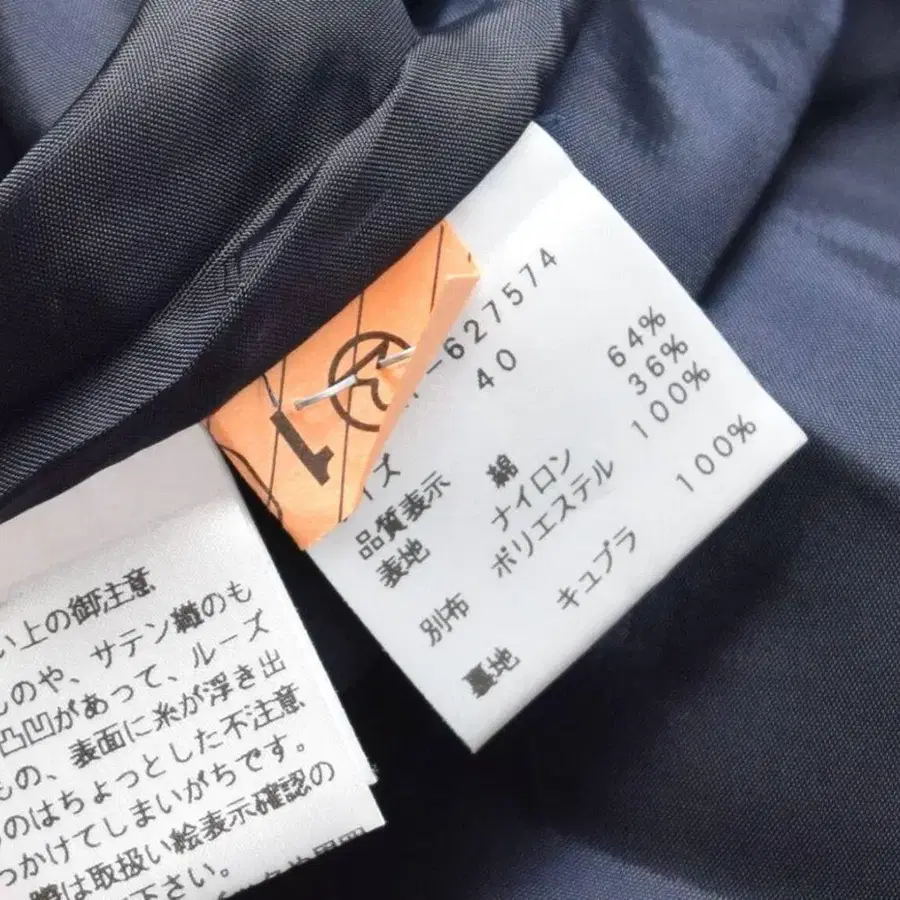 -627574
イズ 40
品質表示
表地 綿 64%
ナイロン 36%
別布 ポリエステル 100%
裏地 キュプラ 100%
1
い上の御注意
のや、サテン織のも
凸凹があって、ルーズ
もの、表面に糸が浮き出
のはちょっとした不注意
っかけてしまいがちです。
際は取扱い絵表示確認の
下さい。